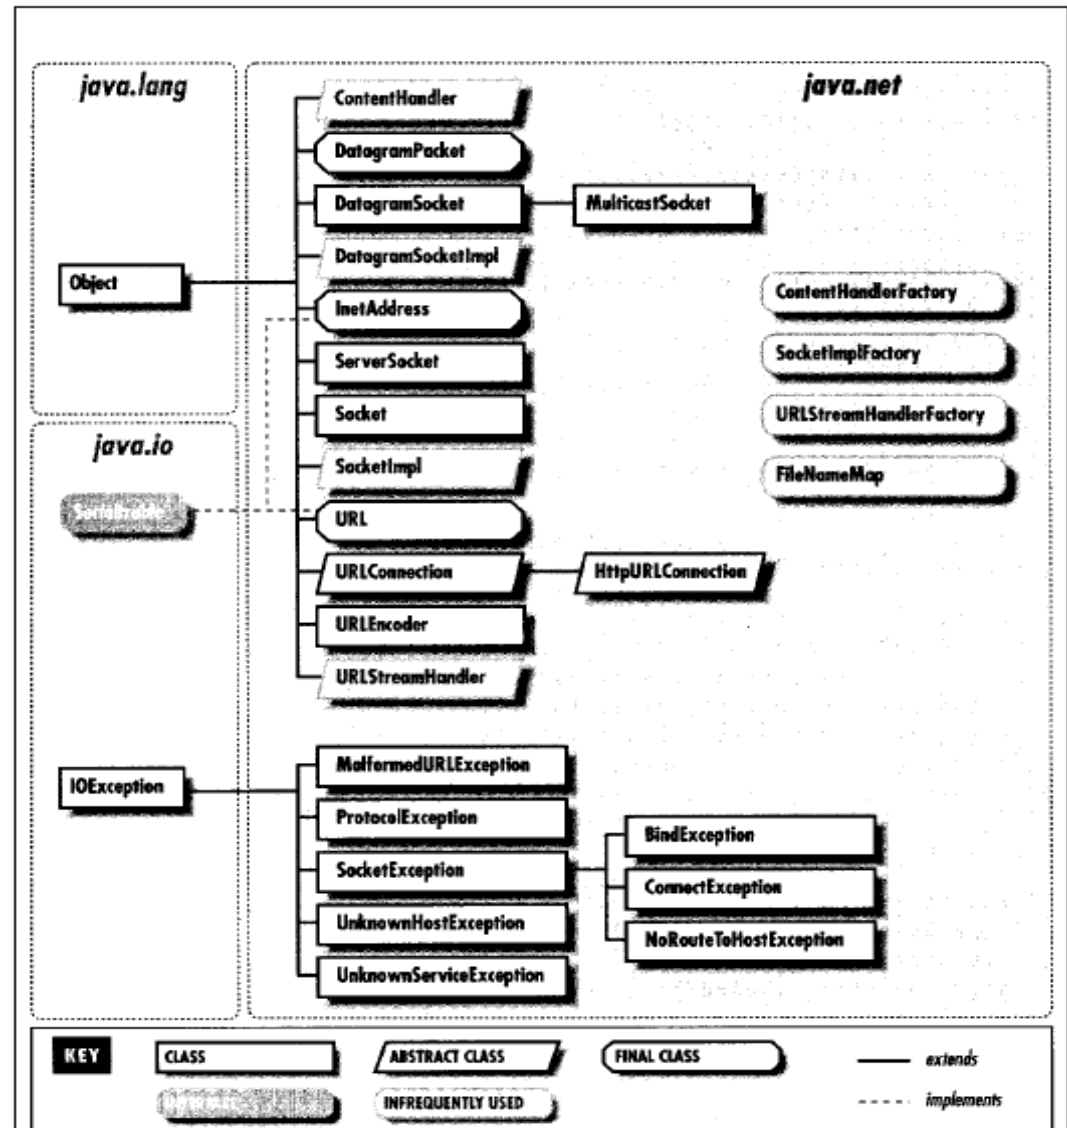 java.lang
java.net
ContentHandler
DatagramPacket
DatagramSocket
MulticastSocket
DatagramSocketImpl
Object
ContentHandlerFactory
InetAddress
SocketImplFactory
ServerSocket
Socket
URLStreamHandlerFactory
java.io
SocketImpl
FileNameMap
Serializable
URL
URLConnection
HttpURLConnection
URLEncoder
URLStreamHandler
MalformedURLException
IOException
ProtocolException
BindException
SocketException
ConnectException
UnknownHostException
NoRouteToHostException
UnknownServiceException
KEY
CLASS
ABSTRACT CLASS
FINAL CLASS
extends
INFREQUENTLY USED
implements